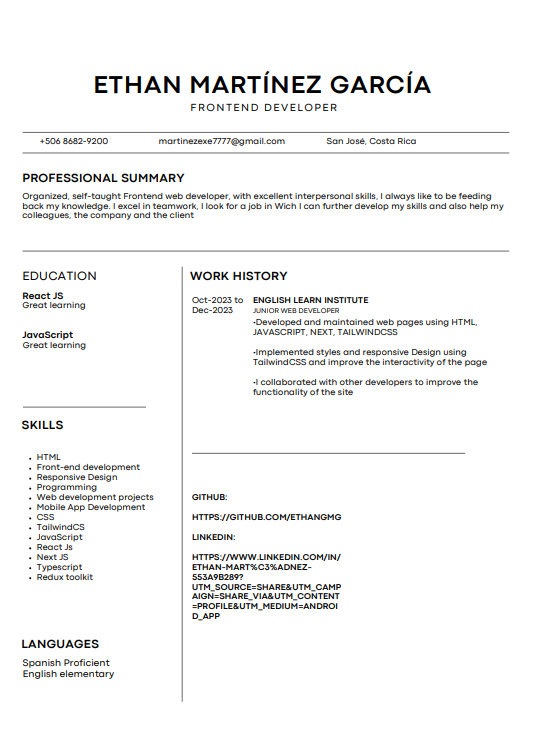 ETHAN MARTÍNEZ GARCÍA
FRONTEND DEVELOPER
+506 8682-9200
martinezexe7777@gmail.com
San José, Costa Rica
PROFESSIONAL SUMMARY
Organized, self-taught Frontend web developer, with excellent interpersonal skills, I always like to be feeding
back my knowledge. I excel in teamwork, I look for a job in Wich I can further develop my skills and also help my
colleagues, the company and the client
EDUCATION
React JS
Great learning
JavaScript
Great learning
SKILLS
• HTML
• Front-end development
• Responsive Design
• Programming
• Web development projects
• Mobile App Development
• CSS
• TailwindCS
• JavaScript
• React Js
• Next JS
• Typescript
• Redux toolkit
LANGUAGES
Spanish Proficient
English elementary
WORK HISTORY
Oct-2023 to
Dec-2023
ENGLISH LEARN INSTITUTE
JUNIOR WEB DEVELOPER
•Developed and maintained web pages using HTML,
JAVASCRIPT, NEXT, TAILWINDCSS
•Implemented styles and responsive Design using
TailwindCSS and improve the interactivity of the page
•I collaborated with other developers to improve the
functionality of the site
GITHUB:
HTTPS://GITHUB.COM/ETHANGMG
LINKEDIN:
HTTPS://WWW.LINKEDIN.COM/IN/
ETHAN-MART%C3%ADNEZ-
553A9B289?
UTM_SOURCE=SHARE&UTM_CAMP
AIGN=SHARE_VIA&UTM_CONTENT
=PROFILE&UTM_MEDIUM=ANDROI
D_APP